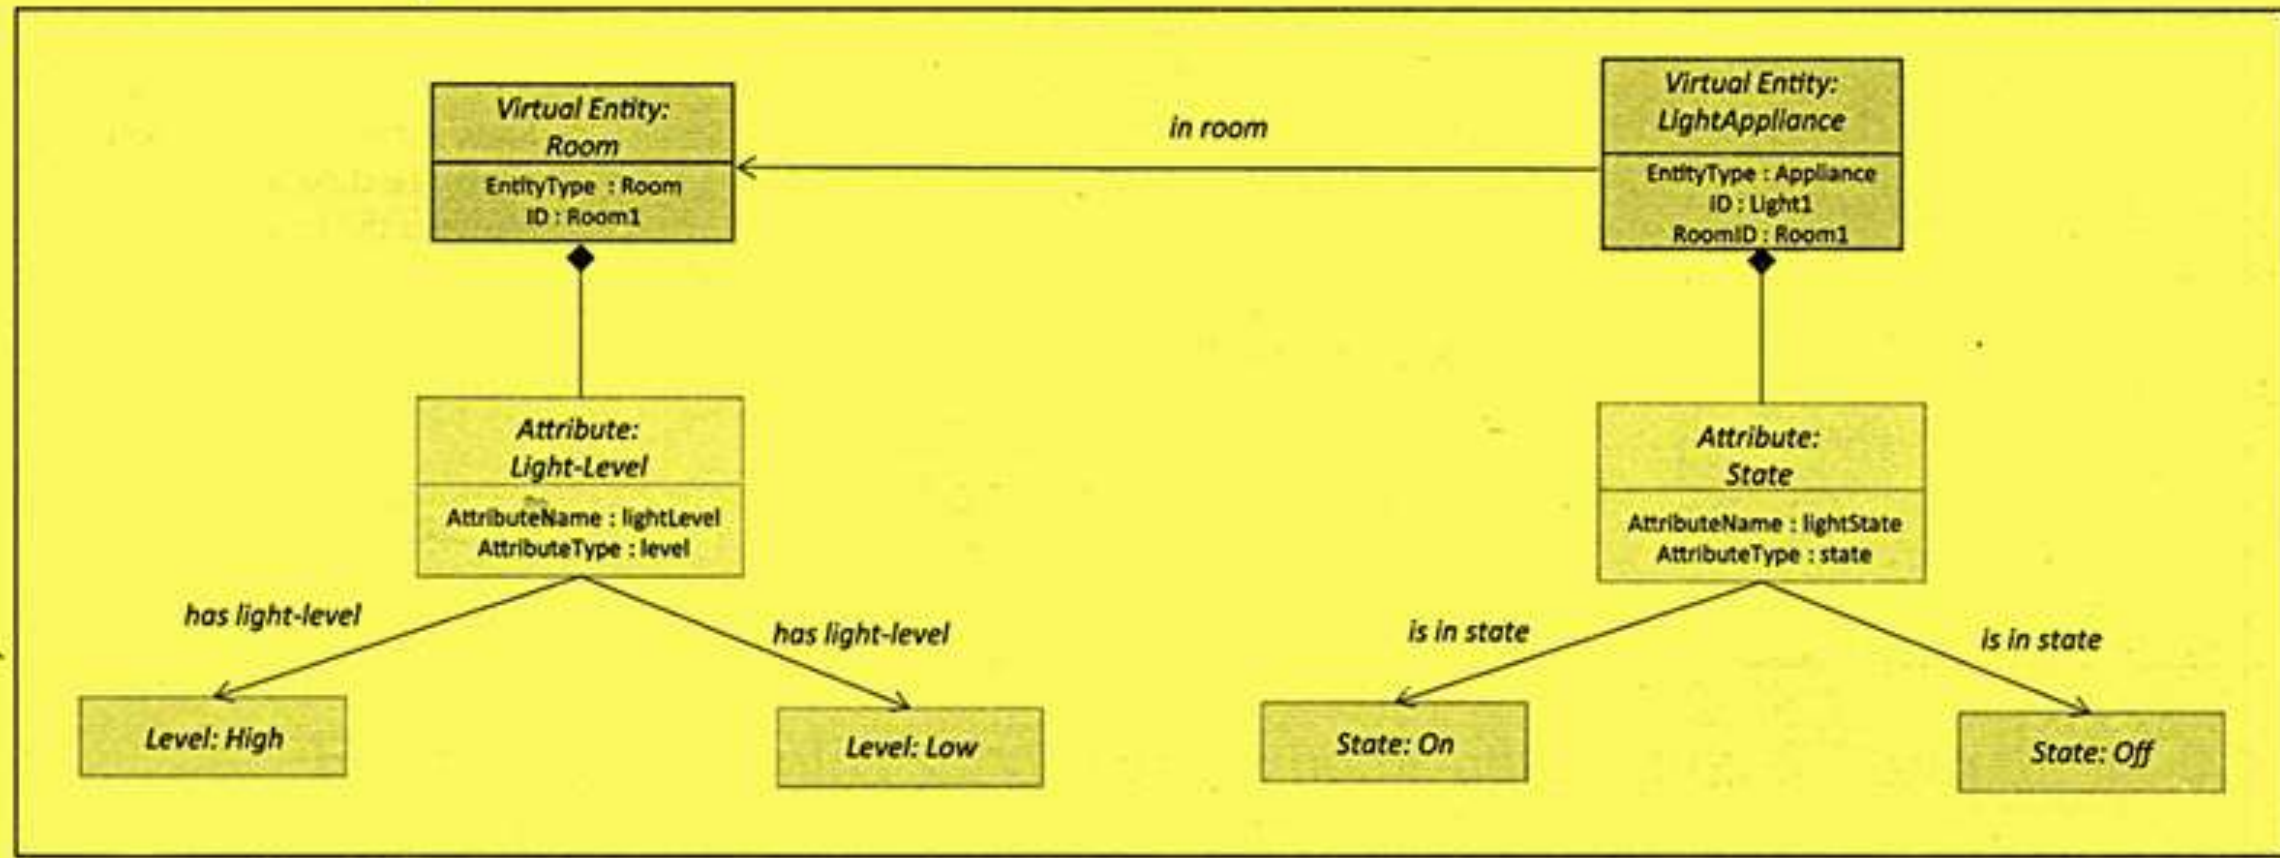 Virtual Entity:
Room
EntityType : Room
ID : Room1
in room
Virtual Entity:
LightAppliance
EntityType : Appliance
ID : Light1
RoomID : Room1
Attribute:
Light-Level
AttributeName : lightLevel
AttributeType : level
Attribute:
State
AttributeName : lightState
AttributeType : state
has light-level
has light-level
is in state
is in state
Level: High
Level: Low
State: On
State: Off